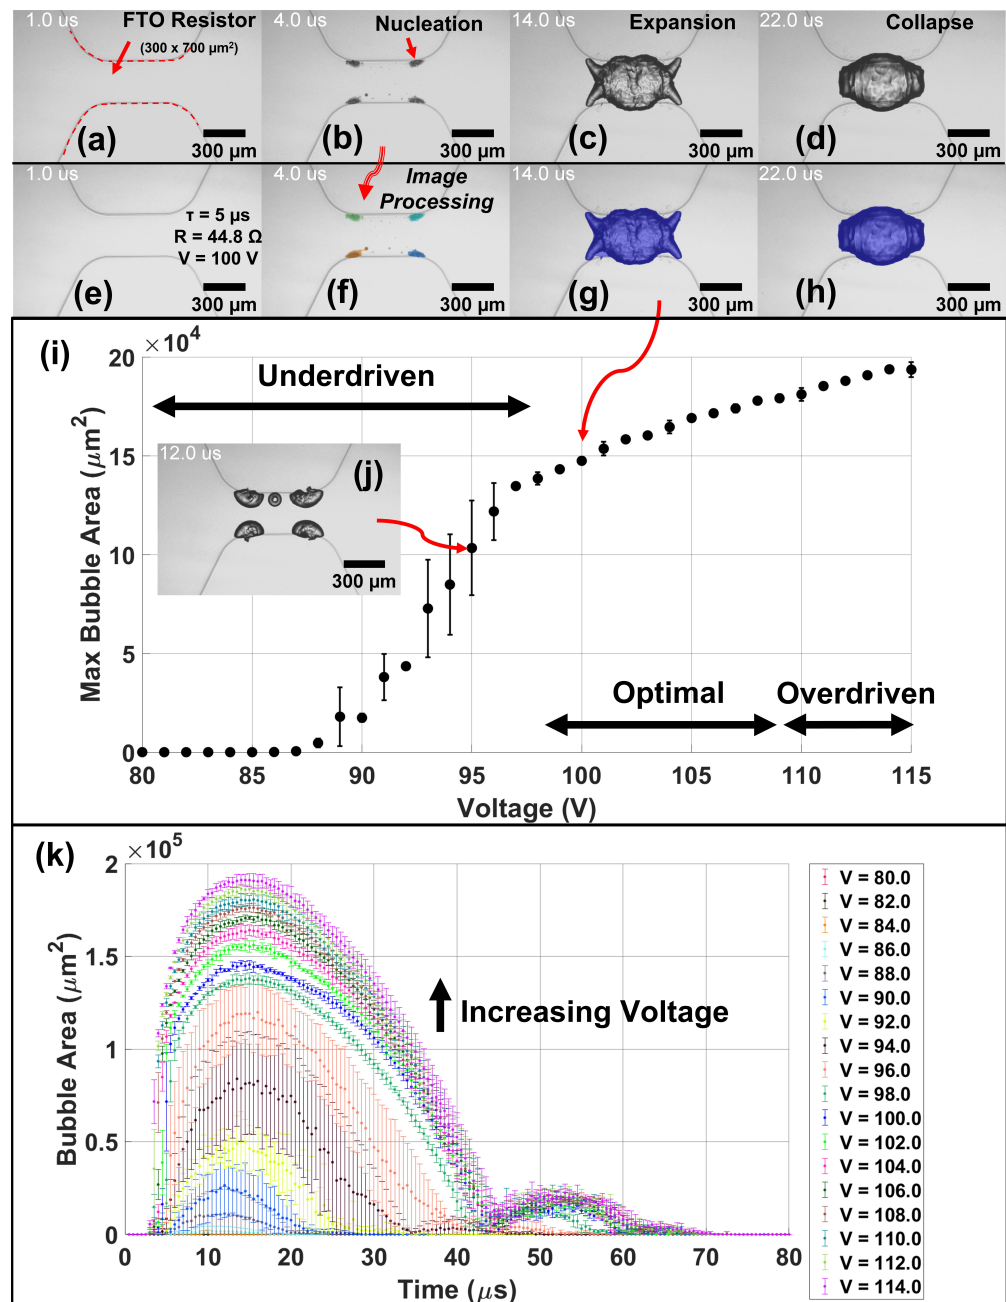 1.0 us
FTO Resistor
(300 x 700 µm²)
(a)
300 µm
4.0 us
Nucleation
(b)
300 µm
14.0 us
Expansion
(c)
300 µm
22.0 us
Collapse
(d)
300 µm
1.0 us
τ = 5 µs
R = 44.8 Ω
V = 100 V
(e)
300 µm
4.0 us
Image
Processing
(f)
300 µm
14.0 us
(g)
300 µm
22.0 us
(h)
300 µm
(i)
×10⁴
20
15
10
5
0
Max Bubble Area (μm²)
Underdriven
12.0 us
(j)
300 µm
Optimal
Overdriven
80
85
90
95
100
105
110
115
Voltage (V)
(k)
×10⁵
2
1.5
1
0.5
0
Bubble Area (μm²)
Increasing Voltage
0
10
20
30
40
50
60
70
80
Time (μs)
V = 80.0
V = 82.0
V = 84.0
V = 86.0
V = 88.0
V = 90.0
V = 92.0
V = 94.0
V = 96.0
V = 98.0
V = 100.0
V = 102.0
V = 104.0
V = 106.0
V = 108.0
V = 110.0
V = 112.0
V = 114.0